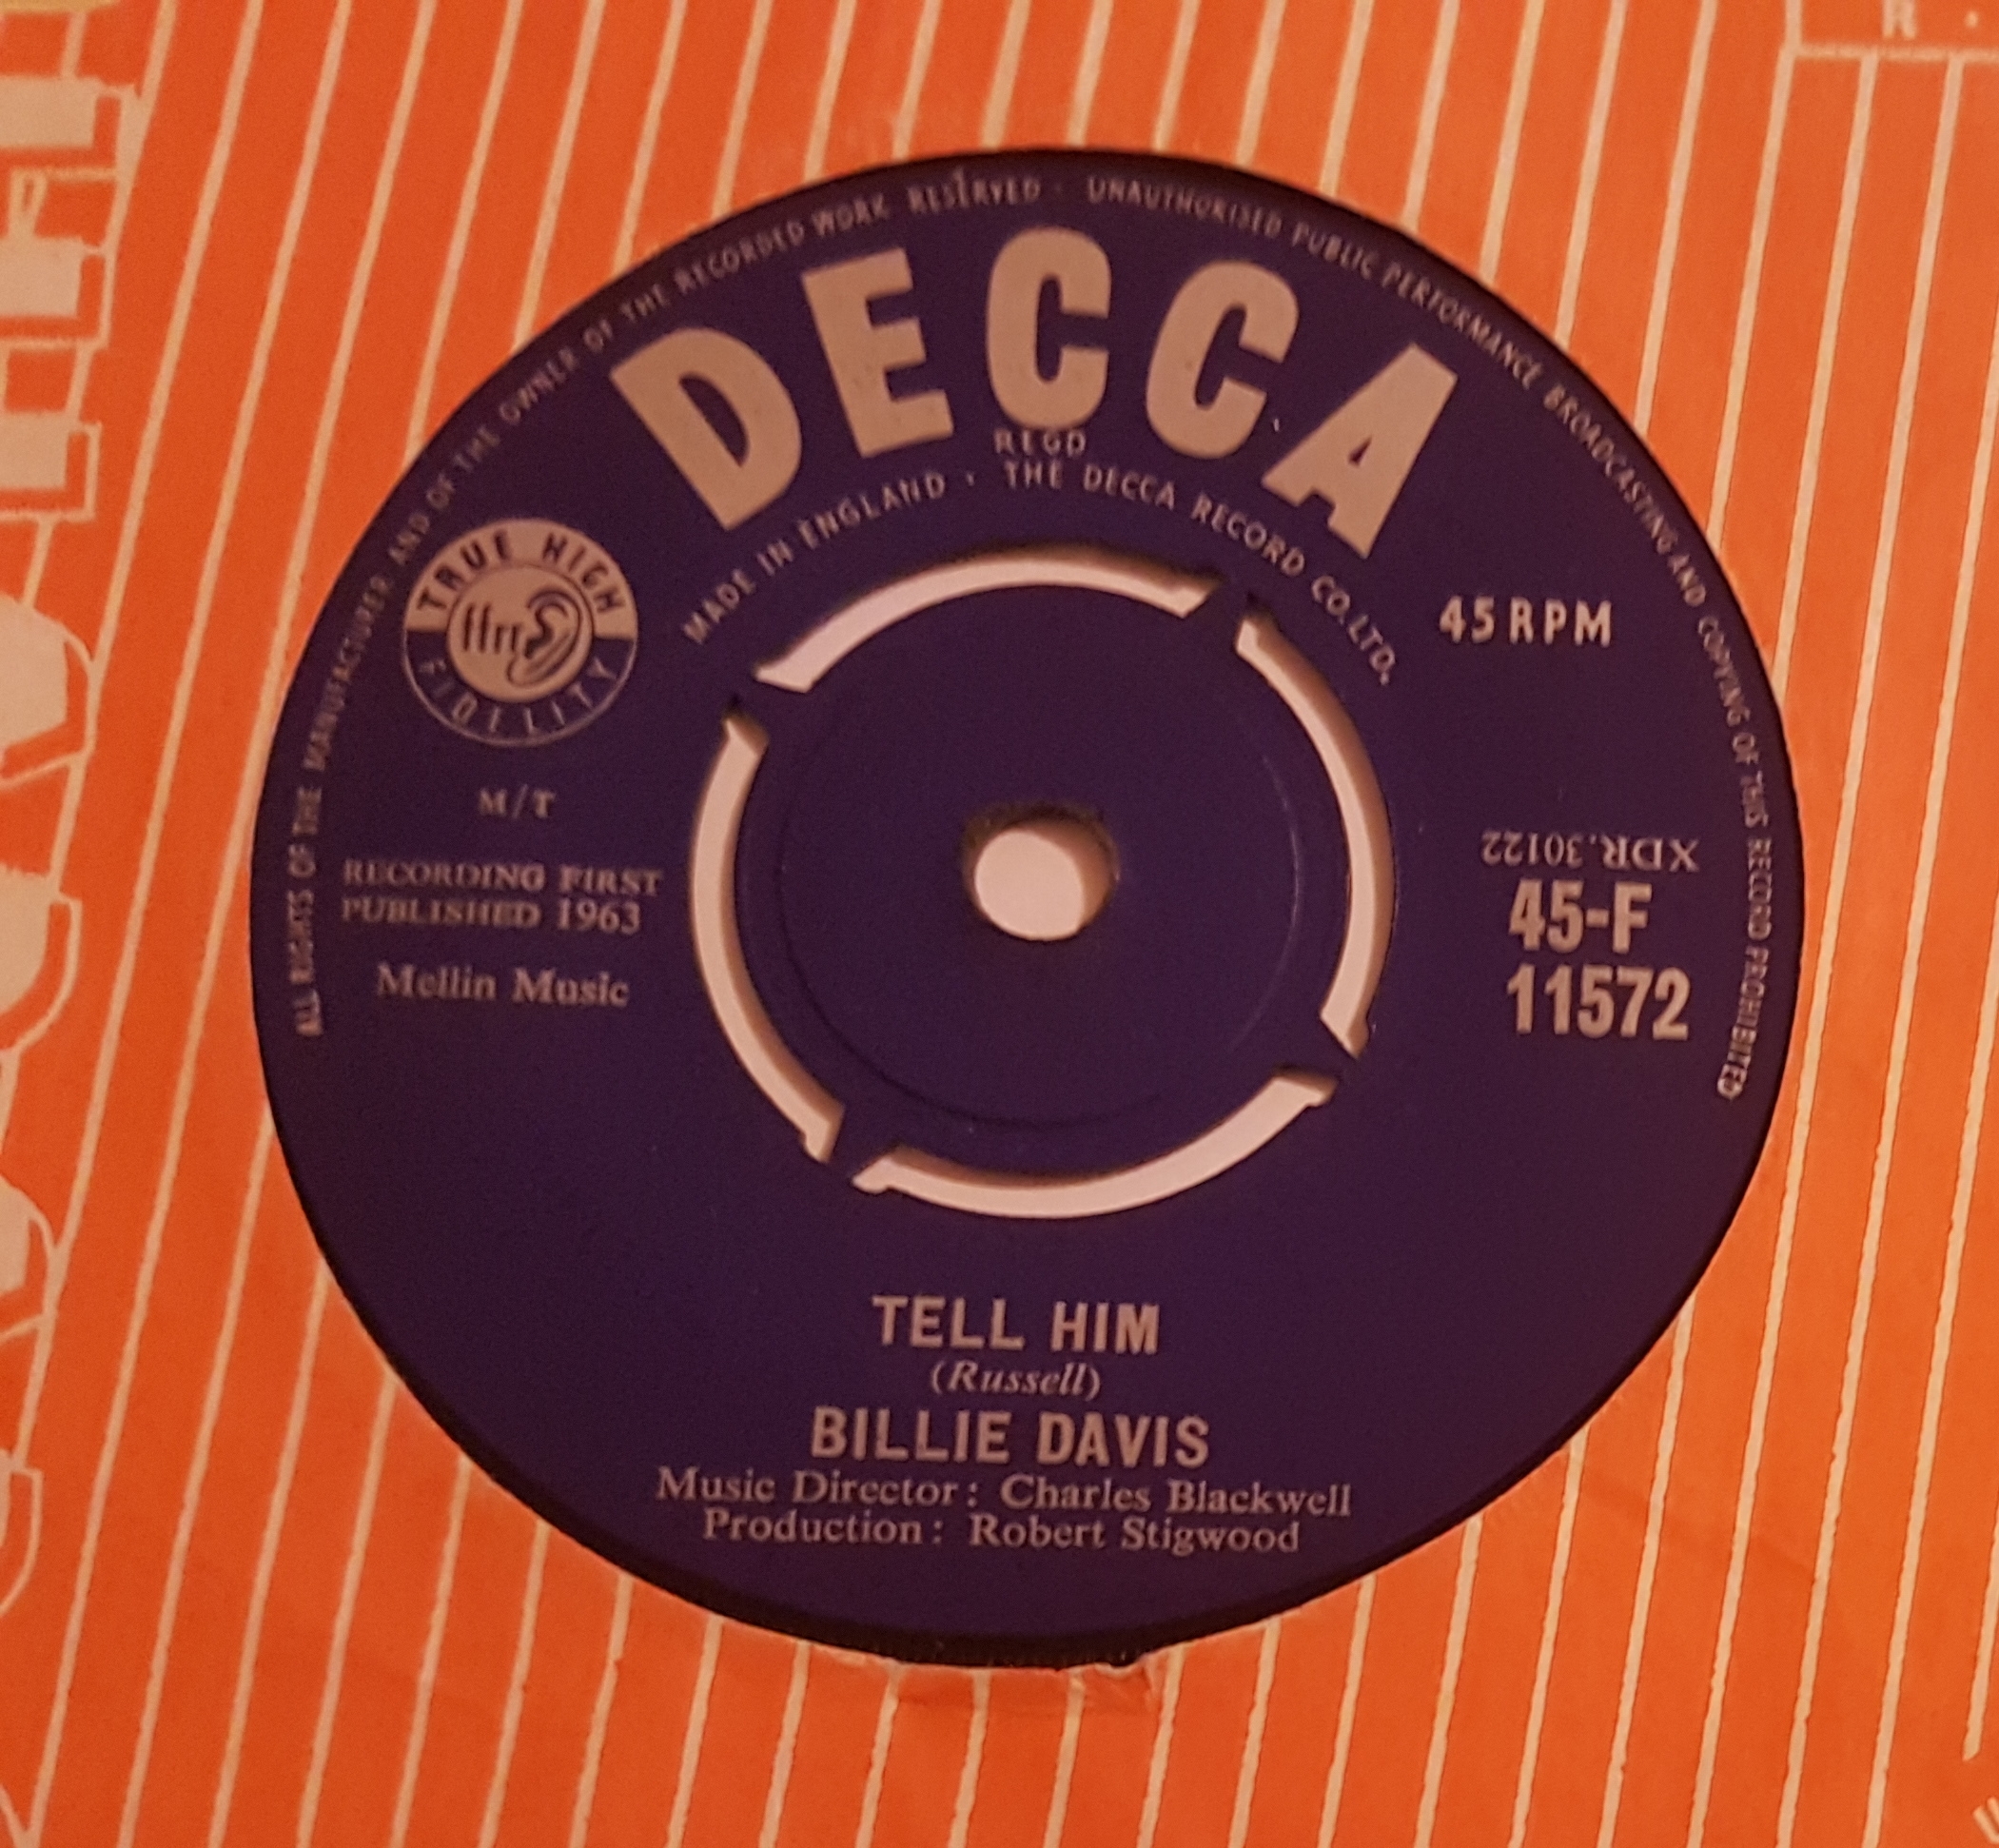 ALL RIGHTS OF THE MANUFACTURER AND OF THE OWNER OF THE RECORDED WORK RESERVED · UNAUTHORISED PUBLIC PERFORMANCE BROADCASTING AND COPYING OF THIS RECORD PROHIBITED
DECCA
REGD
MADE IN ENGLAND · THE DECCA RECORD CO. LTD.
TRUE HIGH
ffrr
FIDELITY
45 RPM
M/T
RECORDING FIRST
PUBLISHED 1963
Mellin Music
XDR.30122
45-F
11572
TELL HIM
(Russell)
BILLIE DAVIS
Music Director: Charles Blackwell
Production: Robert Stigwood